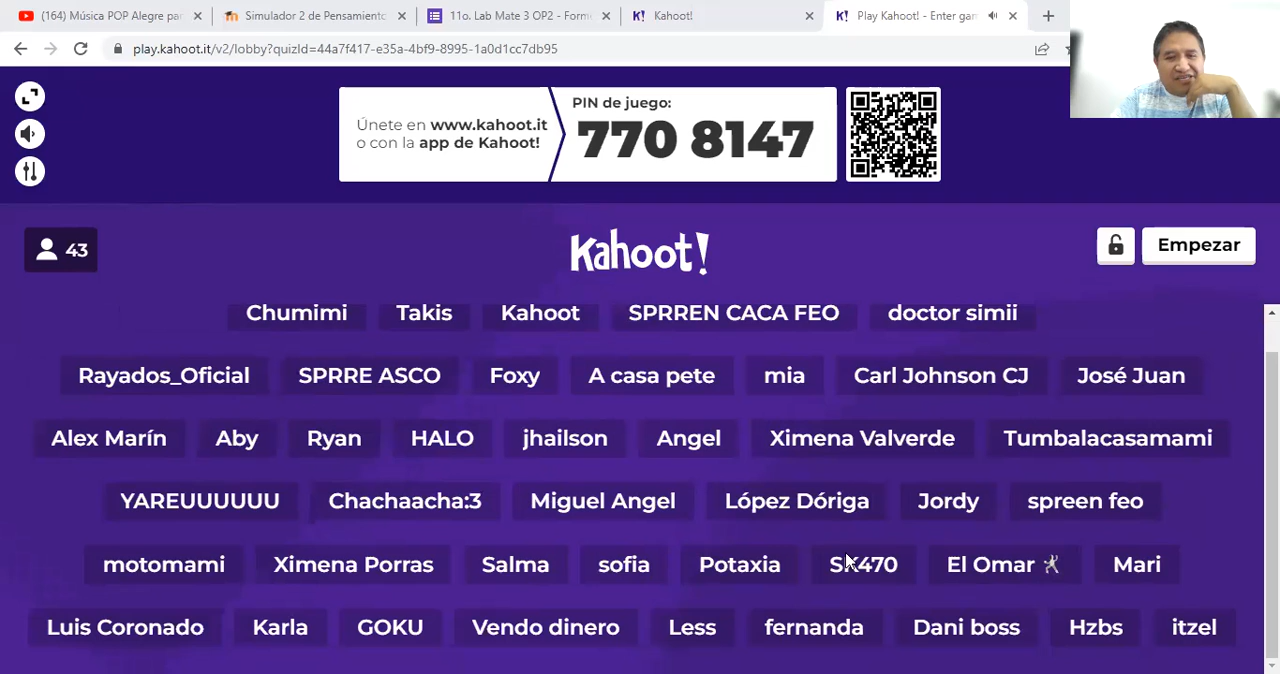 (164) Música POP Alegre par
Simulador 2 de Pensamiento
11o. Lab Mate 3 OP2 - Form
Kahoot!
Play Kahoot! - Enter gam
play.kahoot.it/v2/lobby?quizId=44a7f417-e35a-4bf9-8995-1a0d1cc7db95
Únete en www.kahoot.it
o con la app de Kahoot!
PIN de juego:
770 8147
43
Kahoot!
Empezar
Chumimi Takis Kahoot SPRREN CACA FEO doctor simii
Rayados_Oficial SPRRE ASCO Foxy A casa pete mia Carl Johnson CJ José Juan
Alex Marín Aby Ryan HALO jhailson Angel Ximena Valverde Tumbalacasamami
YAREUUUUUU Chachaacha:3 Miguel Angel López Dóriga Jordy spreen feo
motomami Ximena Porras Salma sofia Potaxia El Omar Mari
Luis Coronado Karla GOKU Vendo dinero Less fernanda Dani boss Hzbs itzel